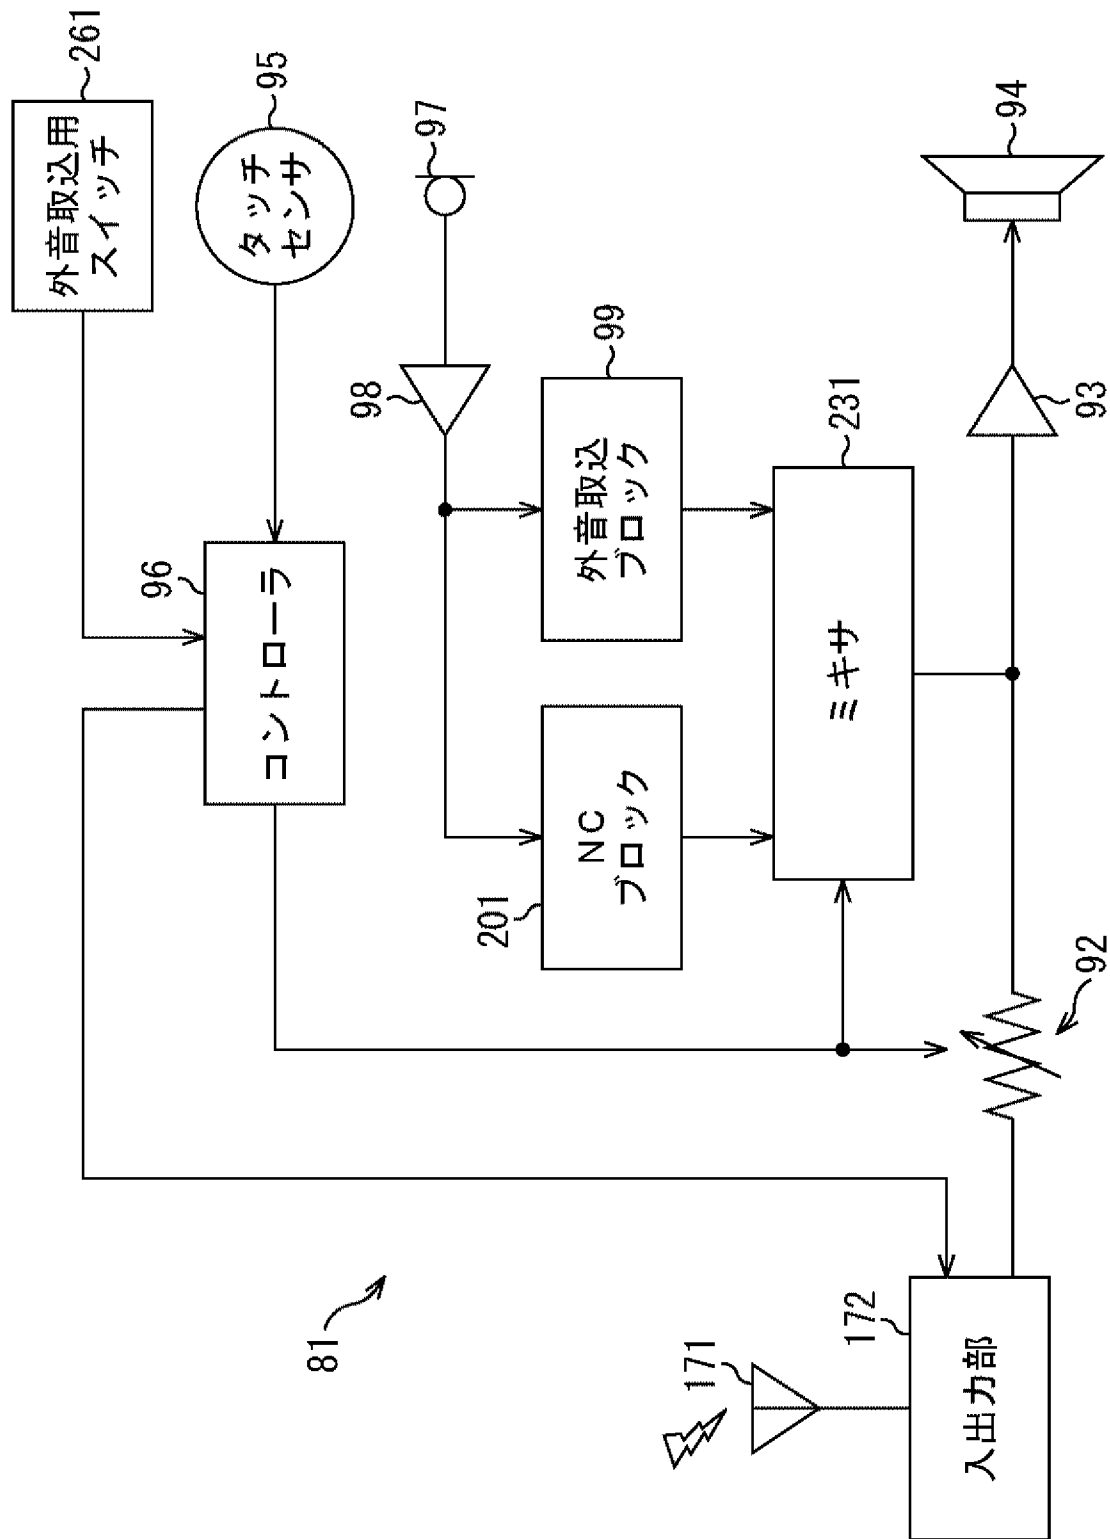 外音取込用
スイッチ
261
タッチ
センサ
95
97
98
コントローラ
96
外音取込
ブロック
99
NC
ブロック
201
ミキサ
231
94
93
92
81
171
172
入出力部